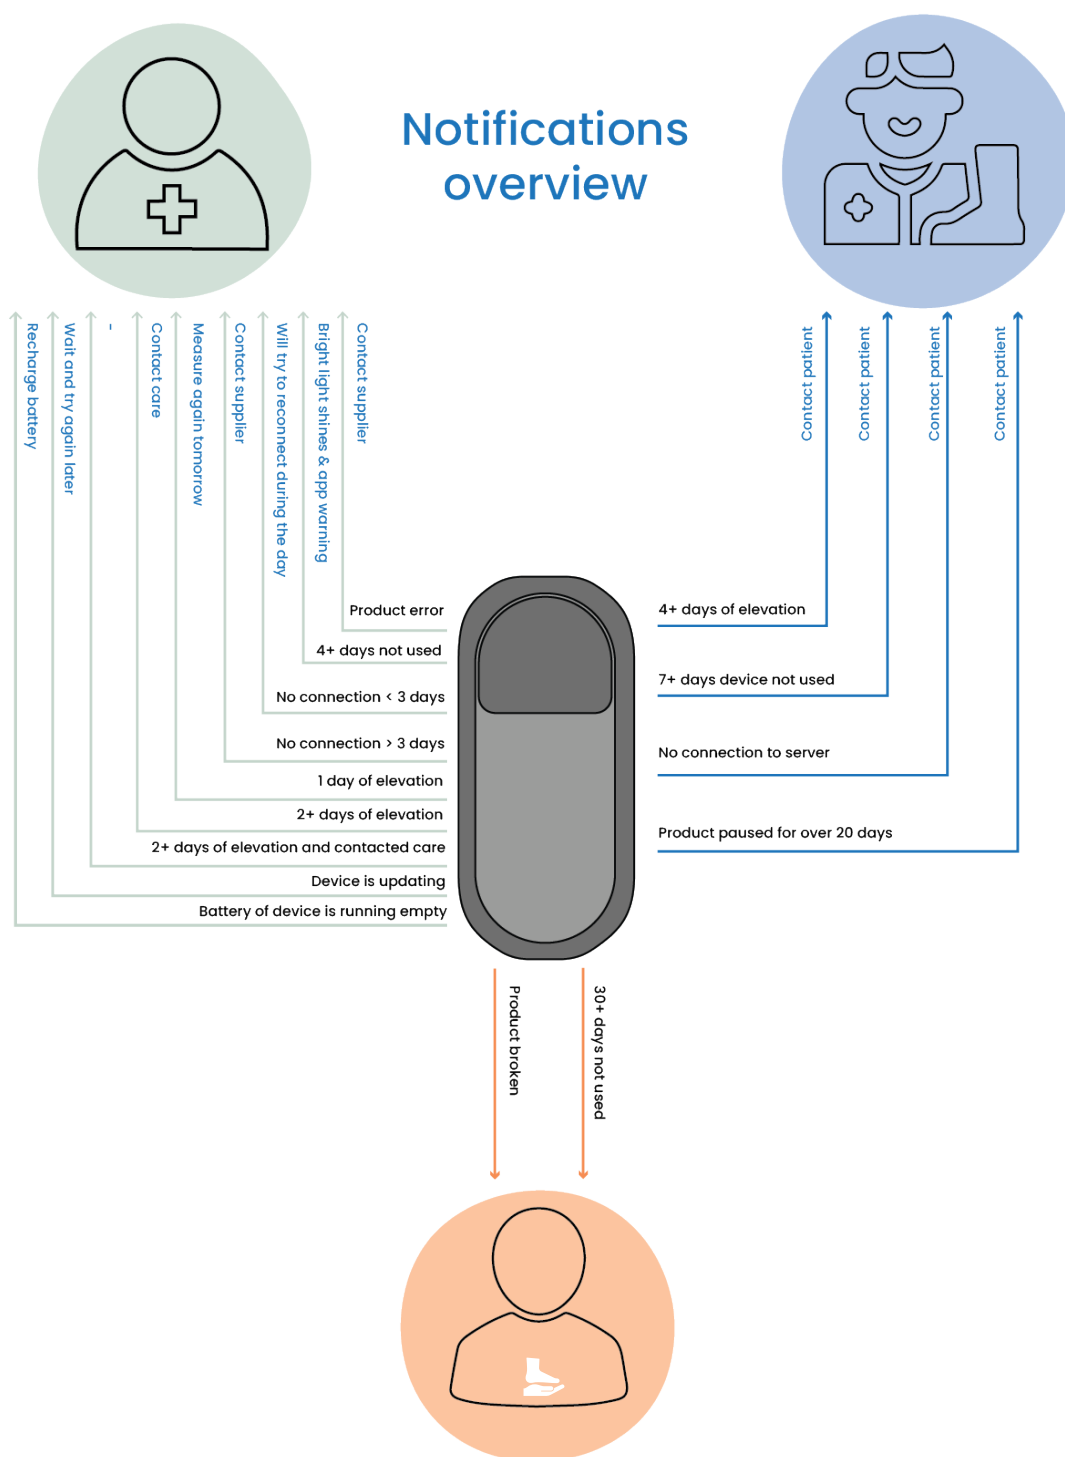 Notifications
overview
Recharge battery
Wait and try again later
-
Contact care
Measure again tomorrow
Contact supplier
Will try to reconnect during the day
Bright light shines & app warning
Contact supplier
Contact patient
Contact patient
Contact patient
Contact patient
Product error
4+ days not used
No connection < 3 days
No connection > 3 days
1 day of elevation
2+ days of elevation
2+ days of elevation and contacted care
Device is updating
Battery of device is running empty
4+ days of elevation
7+ days device not used
No connection to server
Product paused for over 20 days
Product broken
30+ days not used